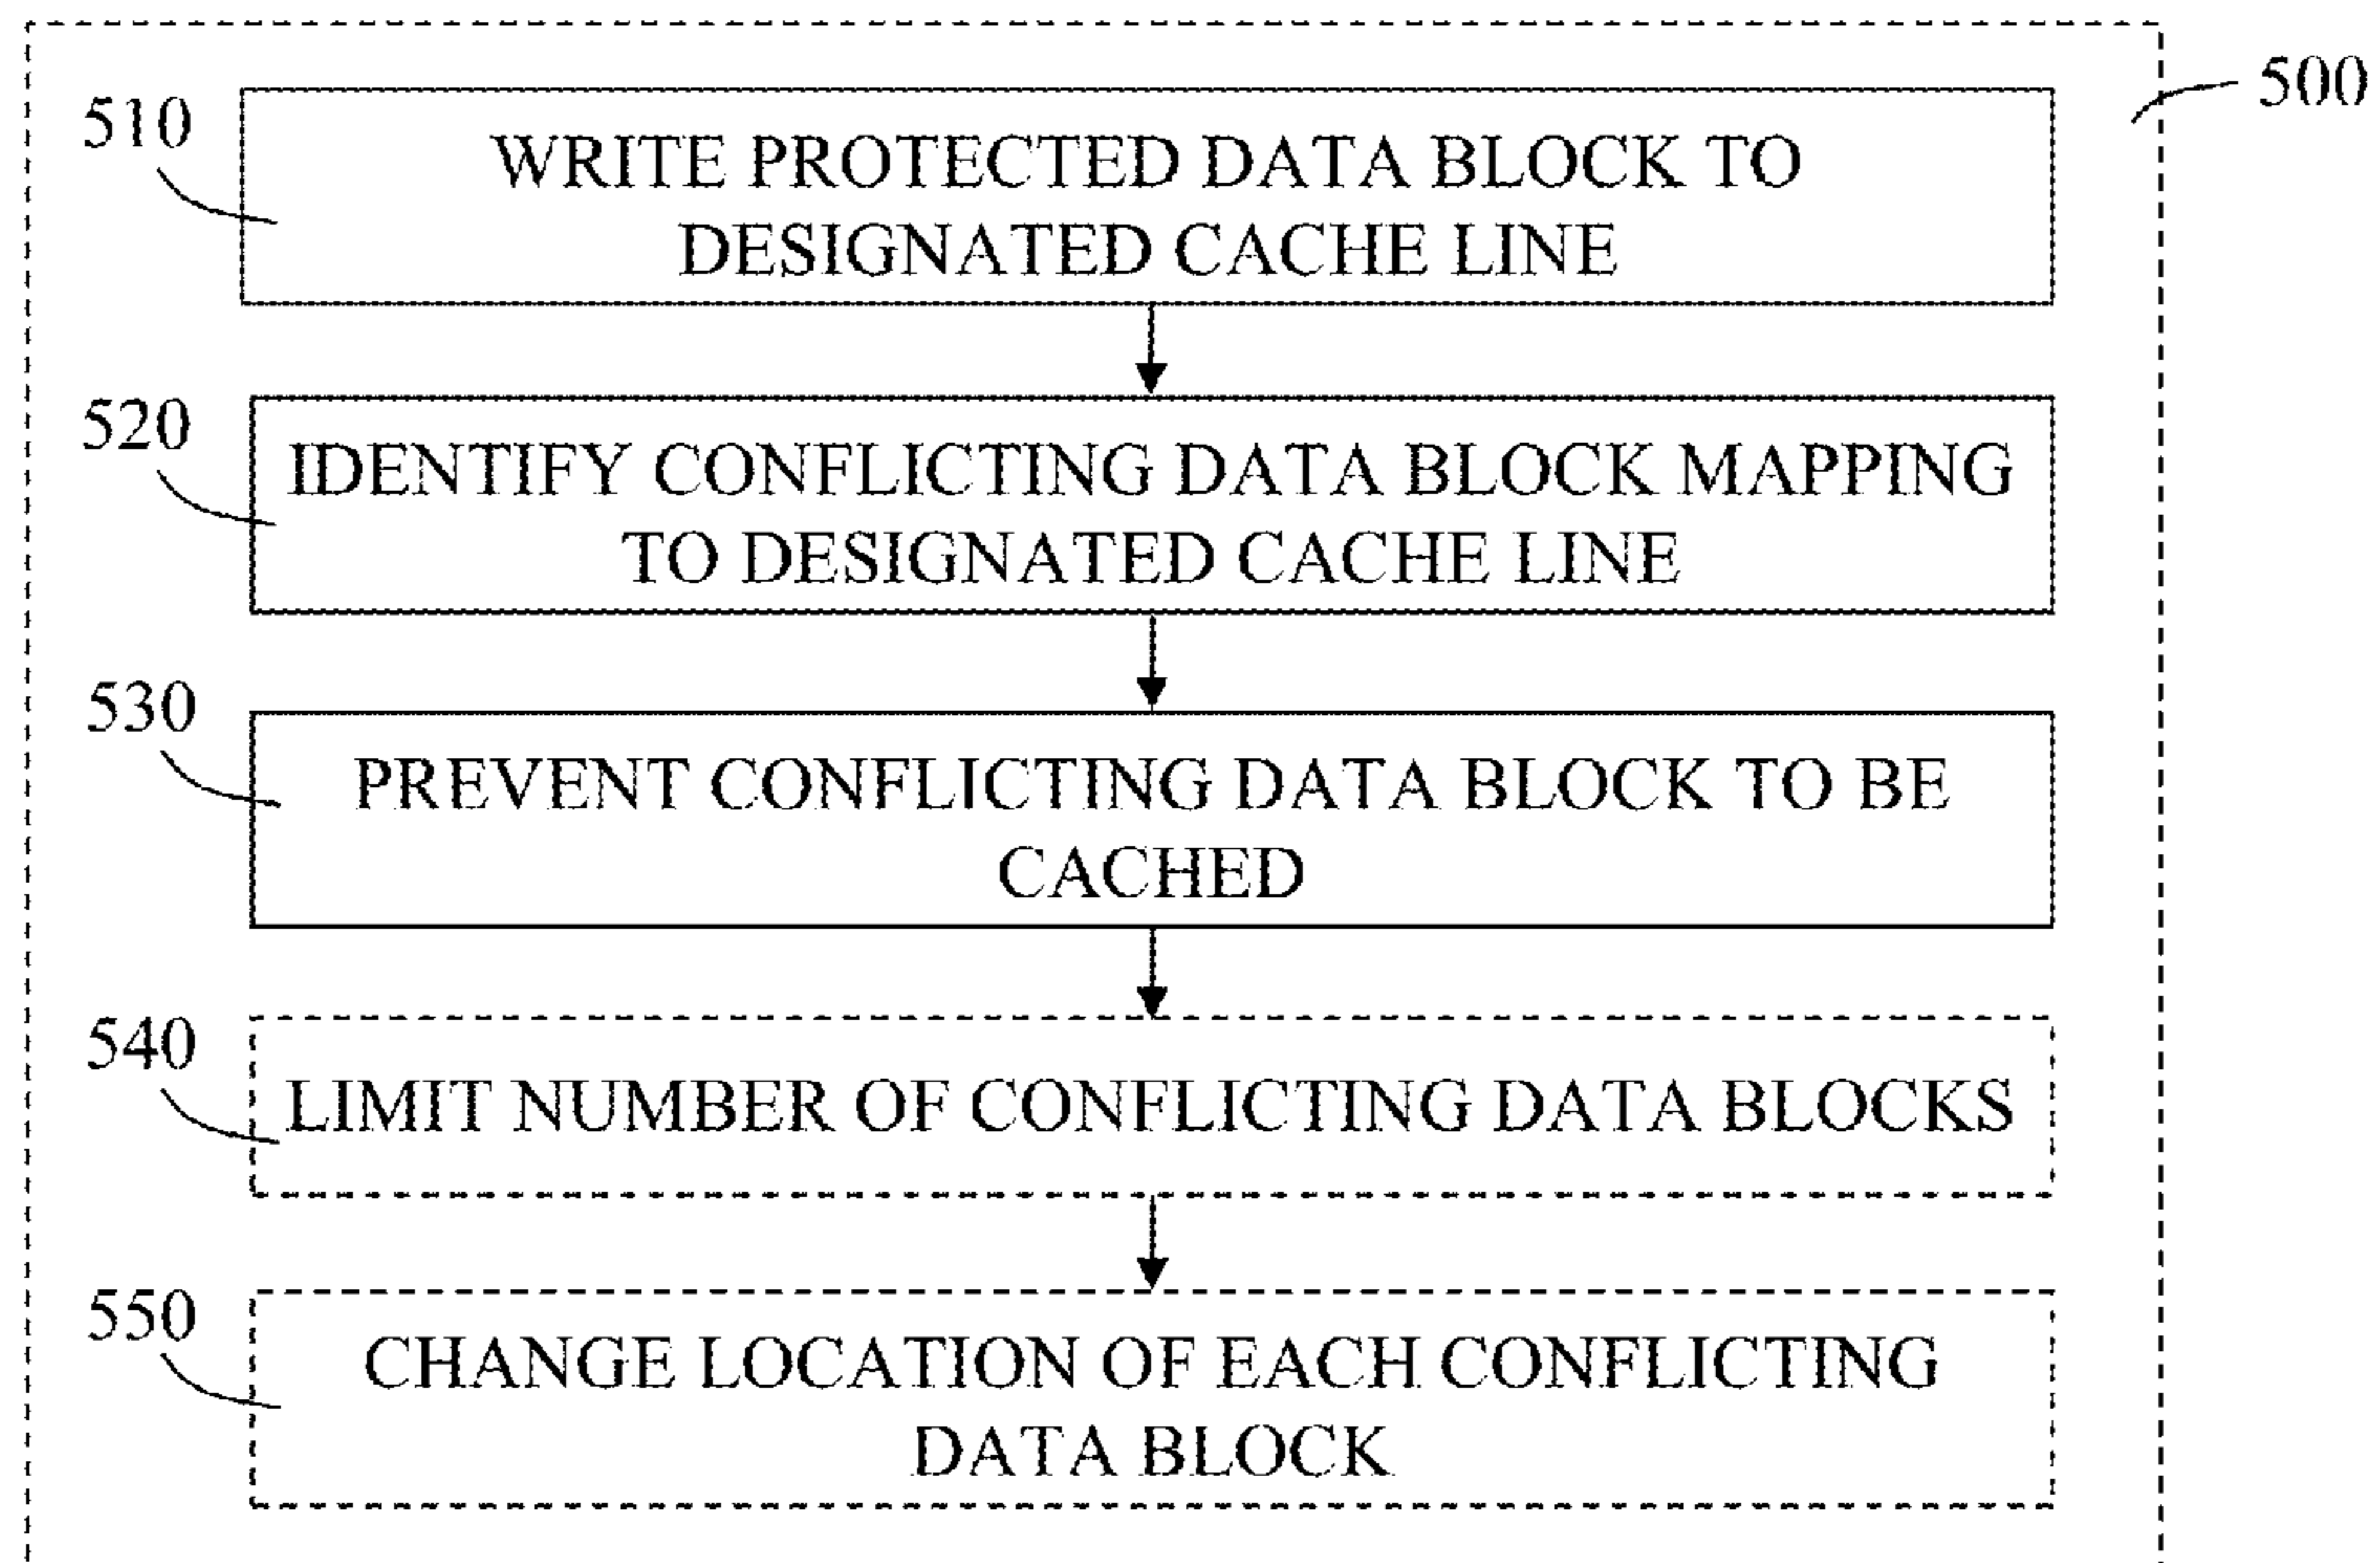 500
510
WRITE PROTECTED DATA BLOCK TO
DESIGNATED CACHE LINE
520
IDENTIFY CONFLICTING DATA BLOCK MAPPING
TO DESIGNATED CACHE LINE
530
PREVENT CONFLICTING DATA BLOCK TO BE
CACHED
540
LIMIT NUMBER OF CONFLICTING DATA BLOCKS
550
CHANGE LOCATION OF EACH CONFLICTING
DATA BLOCK